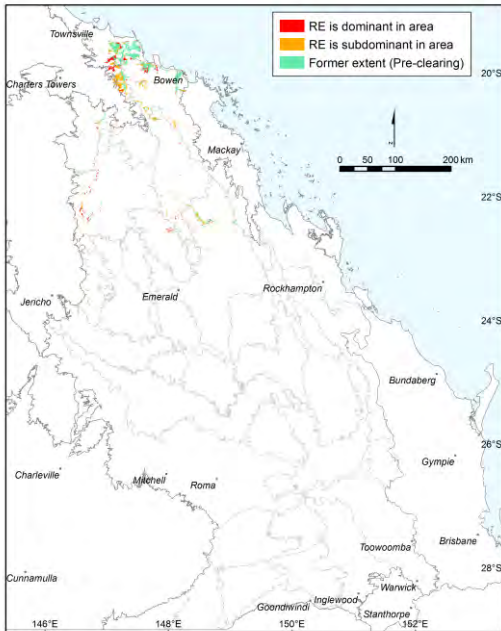 RE is dominant in area
RE is subdominant in area
Former extent (Pre-clearing)
Townsville
20°S
Charters Towers
Bowen
Mackay
0 50 100 200 km
22°S
Emerald
Rockhampton
Jericho
24°S
Bundaberg
26°S
Gympie
Charleville
Mitchell
Roma
Toowoomba
Brisbane
28°S
Cunnamulla
Warwick
Inglewood
Goondiwindi
Stanthorpe
146°E
148°E
150°E
152°E